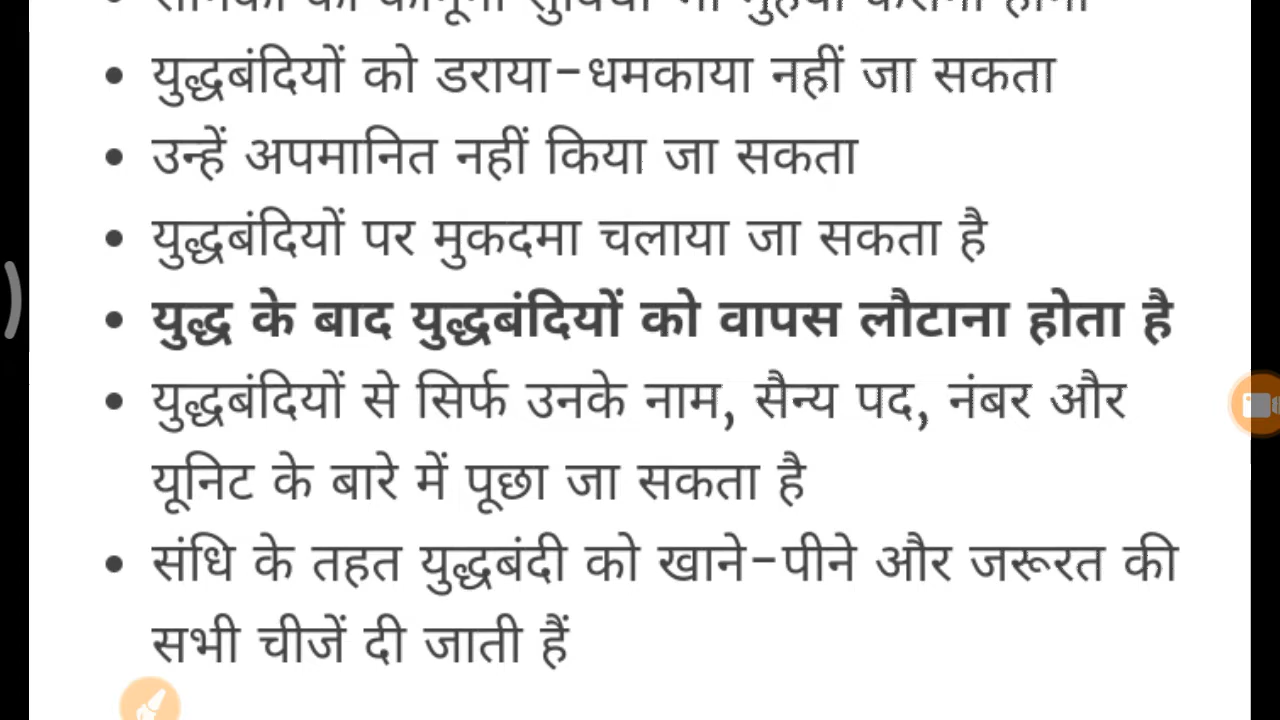 युद्धबंदियों को डराया-धमकाया नहीं जा सकता
उन्हें अपमानित नहीं किया जा सकता
युद्धबंदियों पर मुकदमा चलाया जा सकता है
युद्ध के बाद युद्धबंदियों को वापस लौटाना होता है
युद्धबंदियों से सिर्फ उनके नाम, सैन्य पद, नंबर और
यूनिट के बारे में पूछा जा सकता है
संधि के तहत युद्धबंदी को खाने-पीने और जरूरत की
सभी चीजें दी जाती हैं